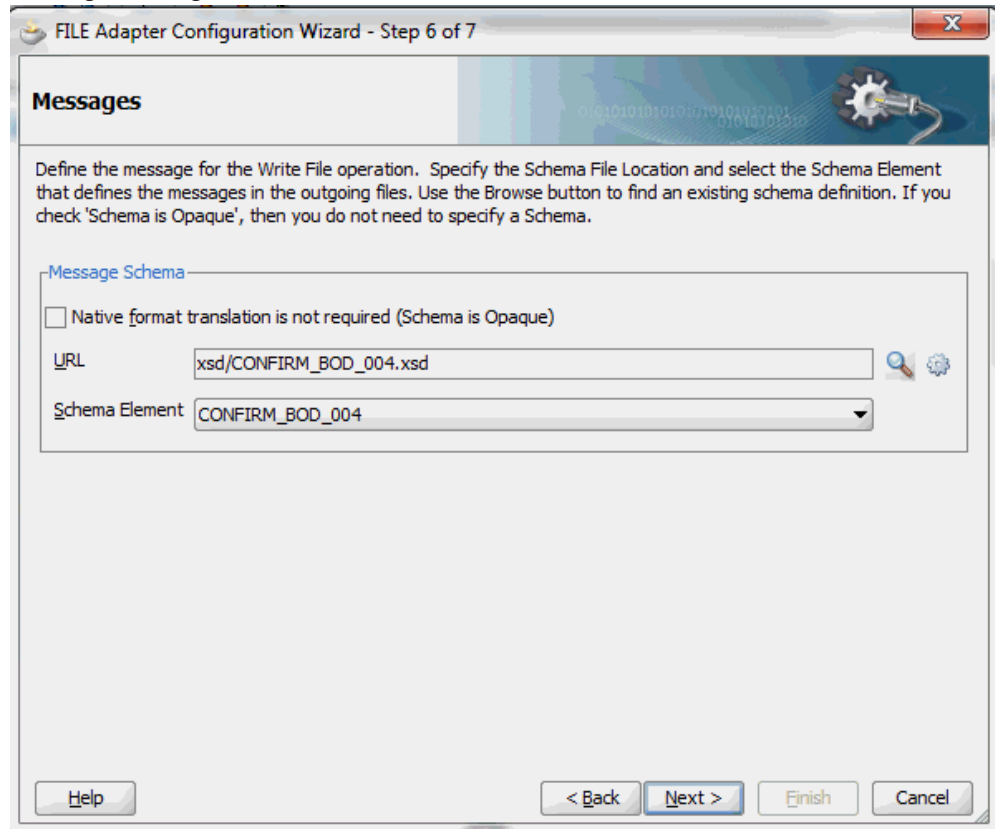 FILE Adapter Configuration Wizard - Step 6 of 7
Messages
Define the message for the Write File operation.  Specify the Schema File Location and select the Schema Element
that defines the messages in the outgoing files. Use the Browse button to find an existing schema definition. If you
check 'Schema is Opaque', then you do not need to specify a Schema.
Message Schema
Native format translation is not required (Schema is Opaque)
URL xsd/CONFIRM_BOD_004.xsd
Schema Element CONFIRM_BOD_004
Help < Back Next > Finish Cancel